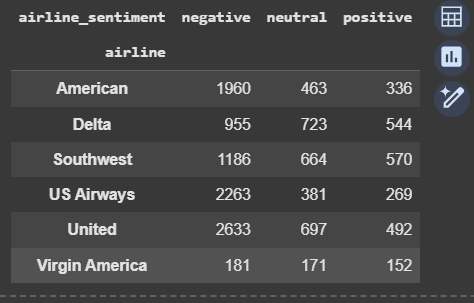 airline_sentiment negative neutral positive
airline
American 1960 463 336
Delta 955 723 544
Southwest 1186 664 570
US Airways 2263 381 269
United 2633 697 492
Virgin America 181 171 152